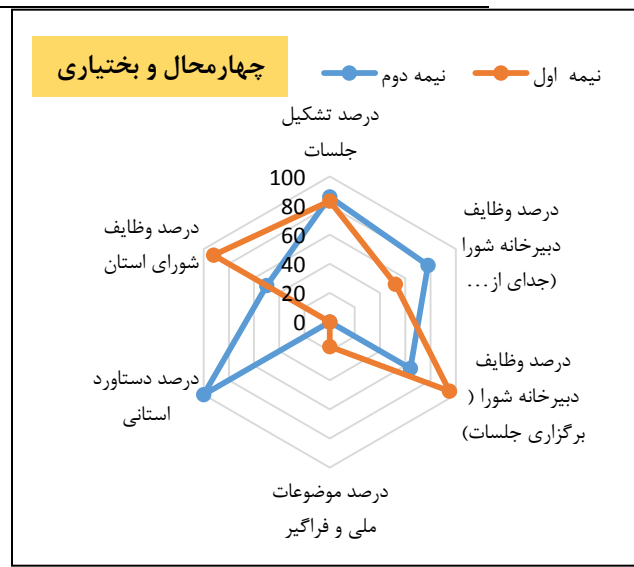 چهارمحال و بختیاری
نیمه اول
نیمه دوم
درصد تشکیل
جلسات
100
80
60
40
20
0
درصد وظایف
دبیرخانه شورا
(جدای از...
درصد وظایف
دبیرخانه شورا (
برگزاری جلسات)
درصد موضوعات
ملی و فراگیر
درصد دستاورد
استانی
درصد وظایف
شورای استان